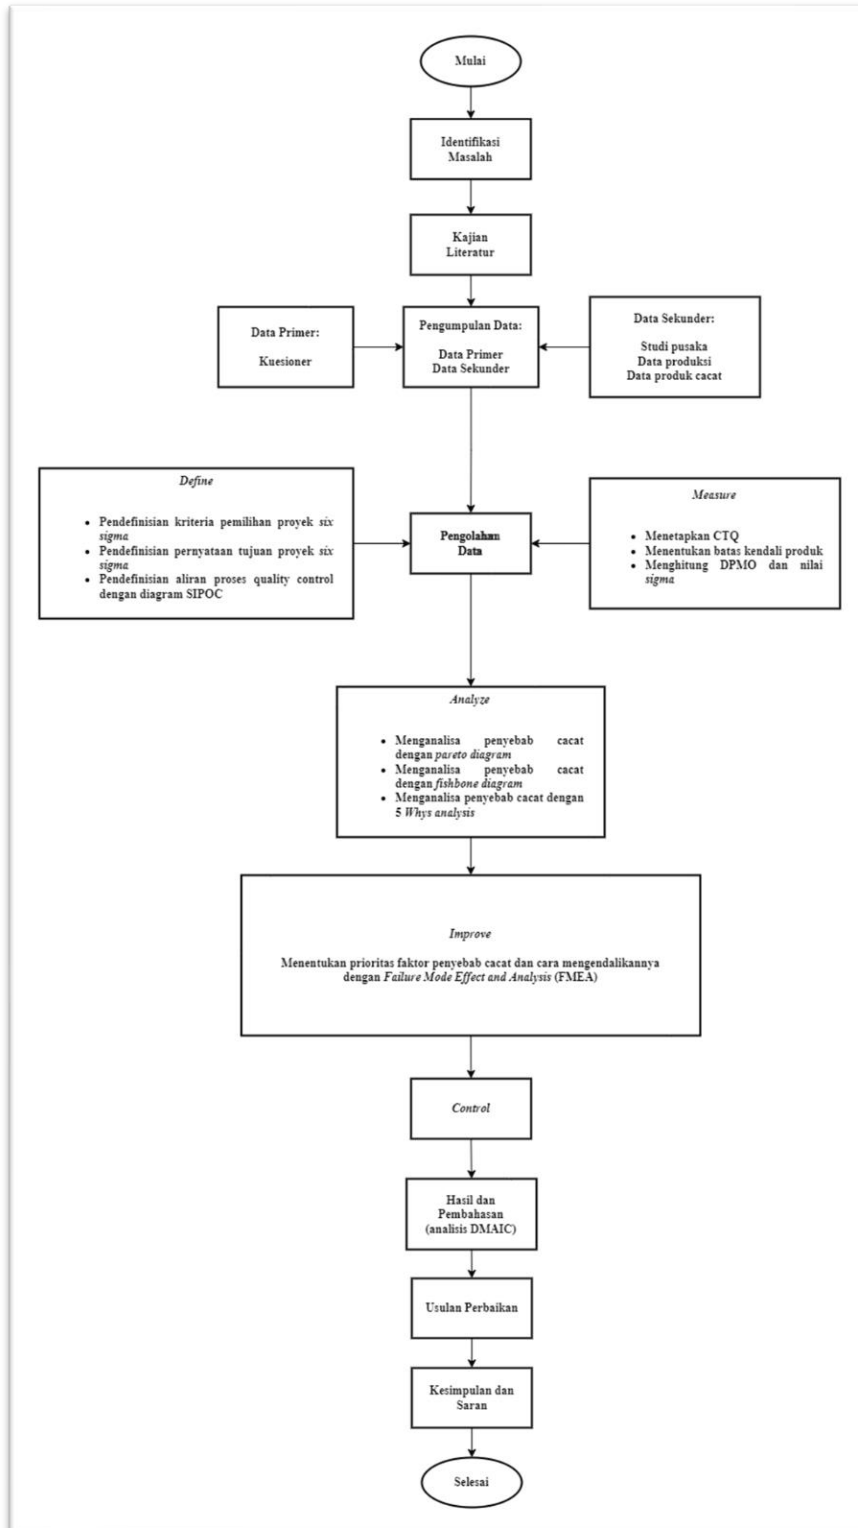 Mulai
Identifikasi
Masalah
Kajian
Literatur
Data Primer:
Kuesioner
Pengumpulan Data:
Data Primer
Data Sekunder
Data Sekunder:
Studi pusaka
Data produksi
Data produk cacat
Define
• Pendefinisian kriteria pemilihan proyek six
sigma
• Pendefinisian pernyataan tujuan proyek six
sigma
• Pendefinisian aliran proses quality control
dengan diagram SIPOC
Pengolahan
Data
Measure
• Menetapkan CTQ
• Menentukan batas kendali produk
• Menghitung DPMO dan nilai
sigma
Analyze
• Menganalisa penyebab cacat
dengan pareto diagram
• Menganalisa penyebab cacat
dengan fishbone diagram
• Menganalisa penyebab cacat dengan
5 Whys analysis
Improve
Menentukan prioritas faktor penyebab cacat dan cara mengendalikannya
dengan Failure Mode Effect and Analysis (FMEA)
Control
Hasil dan
Pembahasan
(analisis DMAIC)
Usulan Perbaikan
Kesimpulan dan
Saran
Selesai